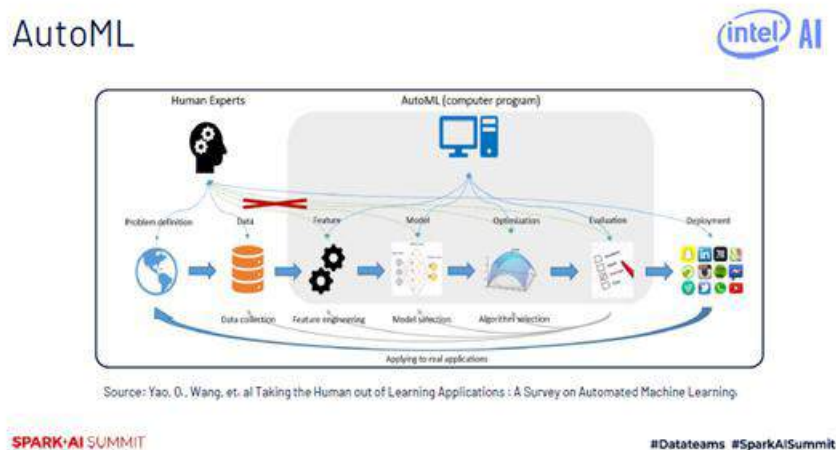 AutoML
intel AI
Human Experts
AutoML (computer program)
Problem definition
Data
Feature
Model
Optimization
Evaluation
Deployment
Data collection
Feature engineering
Model selection
Algorithm selection
Applying to real applications
Source: Yao, Q., Wang, et. al Taking the Human out of Learning Applications : A Survey on Automated Machine Learning.
SPARK+AI SUMMIT
#Datateams #SparkAISummit